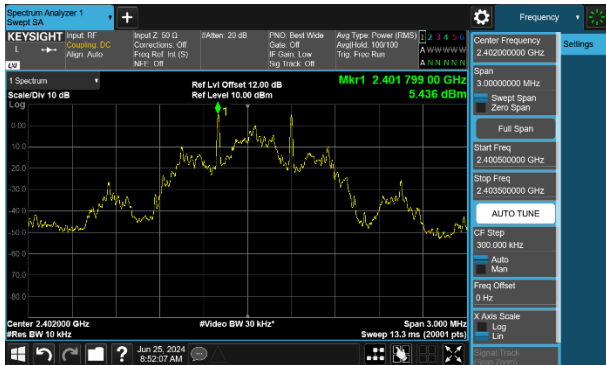 Spectrum Analyzer 1
Swept SA
+
Frequency
KEYSIGHT
L
Input: RF
Coupling: DC
Align: Auto
Input Z: 50 Ω
Corrections: Off
Freq Ref: Int (S)
NFE: Off
#Atten: 20 dB
PNO: Best Wide
Gate: Off
IF Gain: Low
Sig Track: Off
Avg Type: Power (RMS)
Avg|Hold: 100/100
Trig: Free Run
1 2 3 4 5 6
A W W W W W
A N N N N N
Center Frequency
2.402000000 GHz
Settings
1 Spectrum
Scale/Div 10 dB
Log
Ref Lvl Offset 12.00 dB
Ref Level 10.00 dBm
Mkr1 2.401 799 00 GHz
5.436 dBm
1
0.00
-10.0
-20.0
-30.0
-40.0
-50.0
-60.0
-70.0
-80.0
Span
3.00000000 MHz
Swept Span
Zero Span
Full Span
Start Freq
2.400500000 GHz
Stop Freq
2.403500000 GHz
AUTO TUNE
CF Step
300.000 kHz
Auto
Man
Freq Offset
0 Hz
X Axis Scale
Log
Lin
Signal Track
(Span Zoom)
Center 2.402000 GHz
#Res BW 10 kHz
#Video BW 30 kHz*
Span 3.000 MHz
Sweep 13.3 ms (20001 pts)
?
Jun 25, 2024
8:52:07 AM